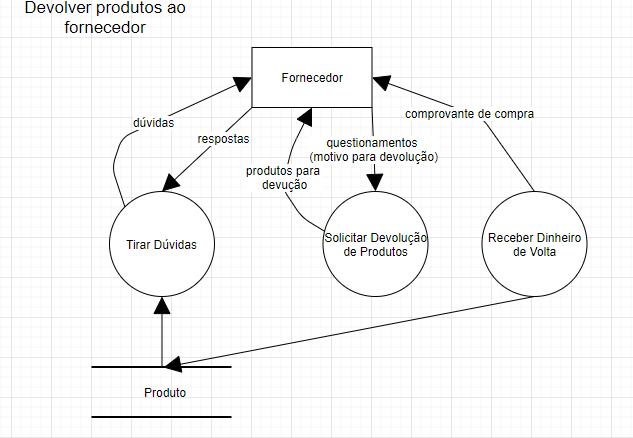 Devolver produtos ao
fornecedor
Fornecedor
comprovante de compra
dúvidas
respostas
questionamentos
(motivo para devolução)
produtos para
devução
Tirar Dúvidas
Solicitar Devolução
de Produtos
Receber Dinheiro
de Volta
Produto